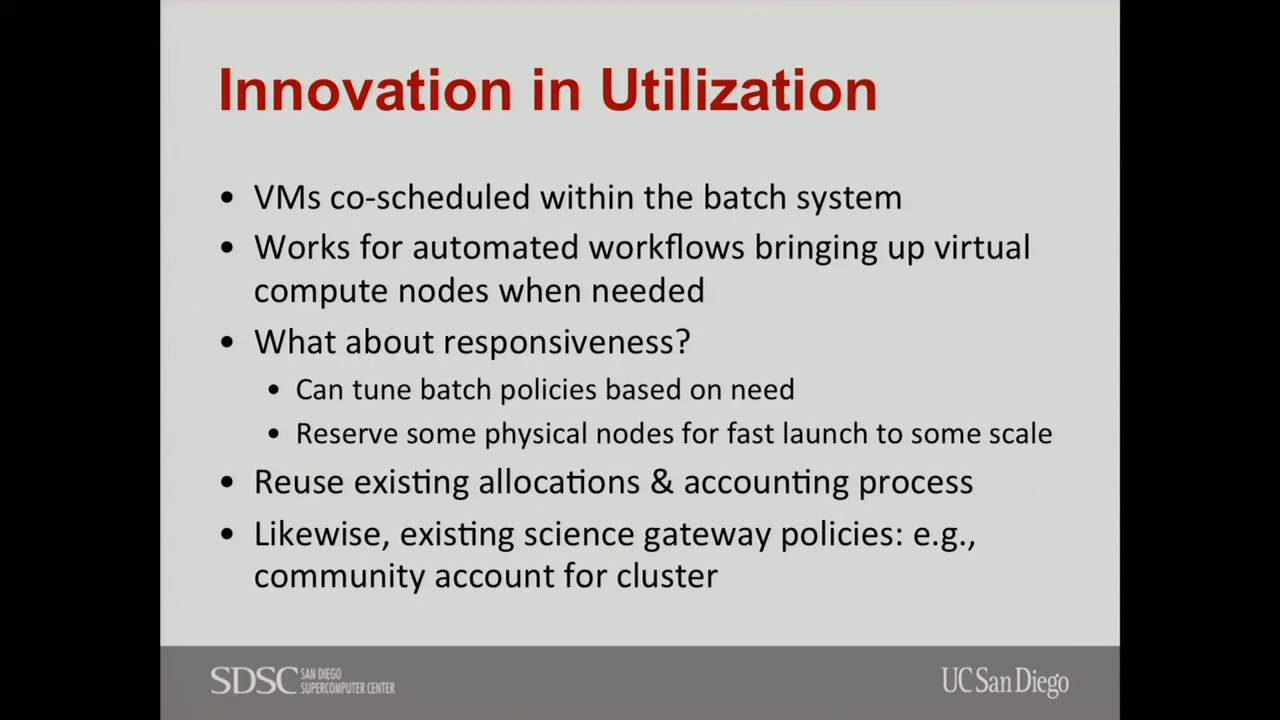 Innovation in Utilization
• VMs co-scheduled within the batch system
• Works for automated workflows bringing up virtual
compute nodes when needed
• What about responsiveness?
• Can tune batch policies based on need
• Reserve some physical nodes for fast launch to some scale
• Reuse existing allocations & accounting process
• Likewise, existing science gateway policies: e.g.,
community account for cluster
SDSC SAN DIEGO
SUPERCOMPUTER CENTER
UC San Diego